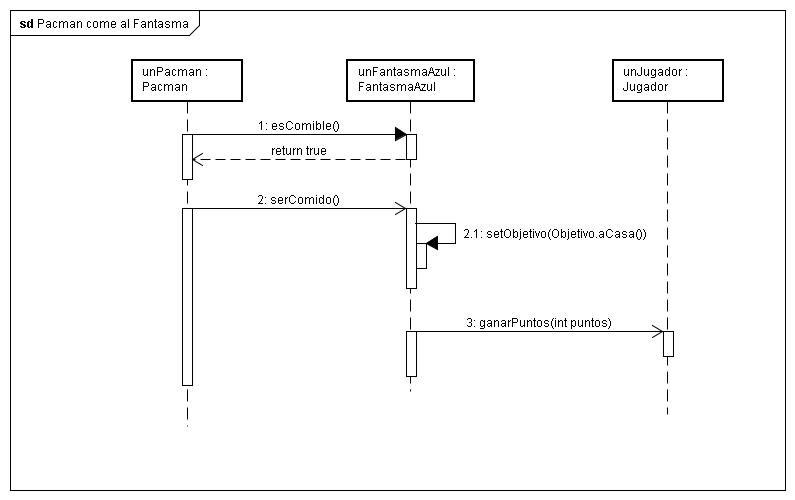 sd Pacman come al Fantasma
unPacman :
Pacman
unFantasmaAzul :
FantasmaAzul
unJugador :
Jugador
1: esComible()
return true
2: serComido()
2.1: setObjetivo(Objetivo.aCasa())
3: ganarPuntos(int puntos)